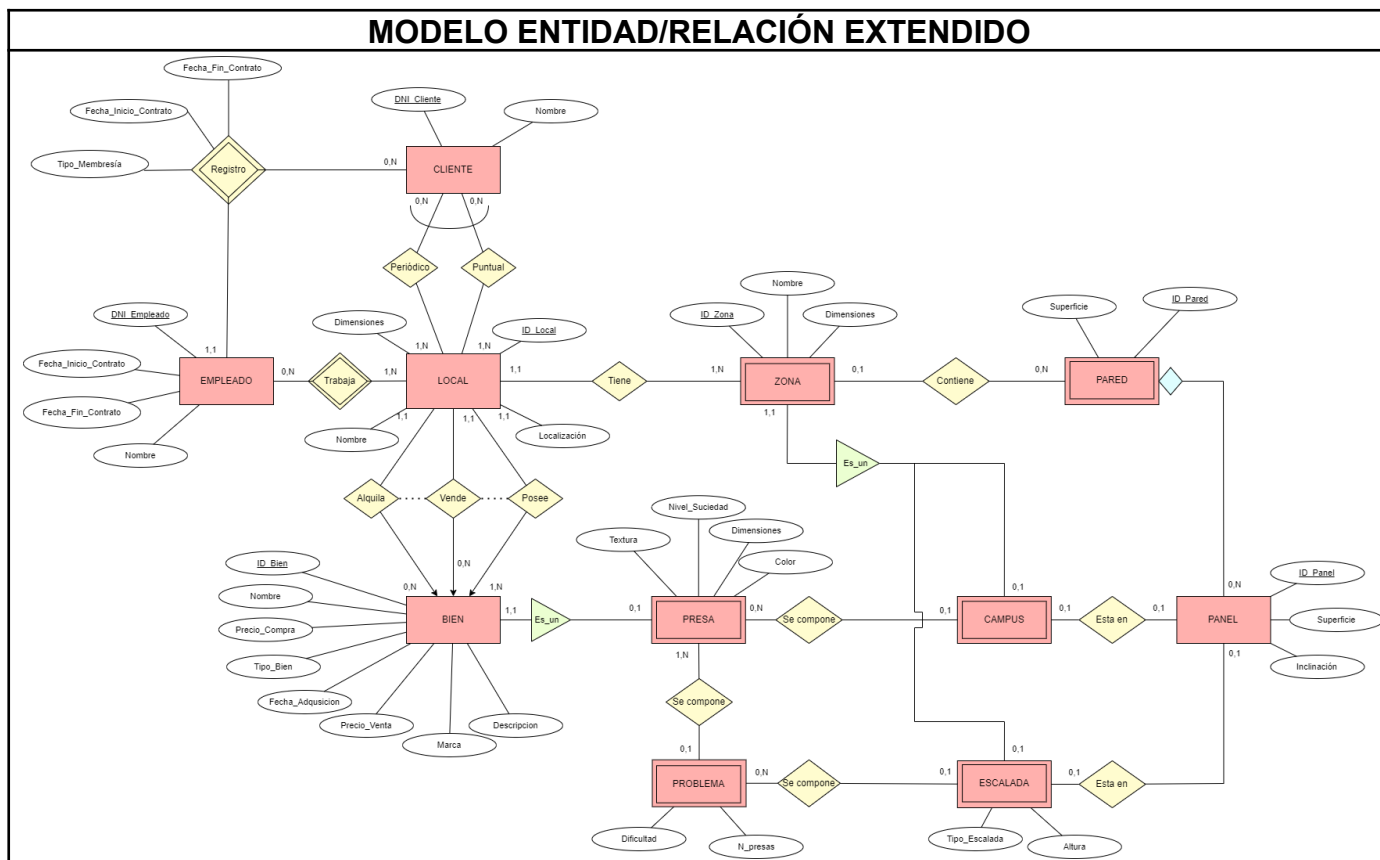 MODELO ENTIDAD/RELACIÓN EXTENDIDO
Fecha_Fin_Contrato
DNI_Cliente
Fecha_Inicio_Contrato
Nombre
Tipo_Membresía
Registro
0,N
CLIENTE
0,N
0,N
Periódico
Puntual
Nombre
DNI_Empleado
Dimensiones
ID_Local
ID_Zona
Dimensiones
Superficie
ID_Pared
1,1
1,N
1,N
Fecha_Inicio_Contrato
EMPLEADO
0,N
Trabaja
1,N
LOCAL
1,1
Tiene
1,N
ZONA
0,1
Contiene
0,N
PARED
Fecha_Fin_Contrato
1,1
1,1
1,1
1,1
Nombre
Localización
Nombre
Es_un
Alquila
Vende
Posee
Nivel_Suciedad
Textura
Dimensiones
Color
ID_Bien
0,N
0,N
1,N
0,1
0,N
ID_Panel
Nombre
Precio_Compra
BIEN
1,1
Es_un
0,1
PRESA
0,N
Se compone
0,1
CAMPUS
0,1
Esta en
0,1
PANEL
Superficie
Tipo_Bien
1,N
0,1
Inclinación
Fecha_Adqusicion
Precio_Venta
Descripcion
Marca
Se compone
0,1
0,1
PROBLEMA
0,N
Se compone
0,1
ESCALADA
0,1
Esta en
Dificultad
N_presas
Tipo_Escalada
Altura